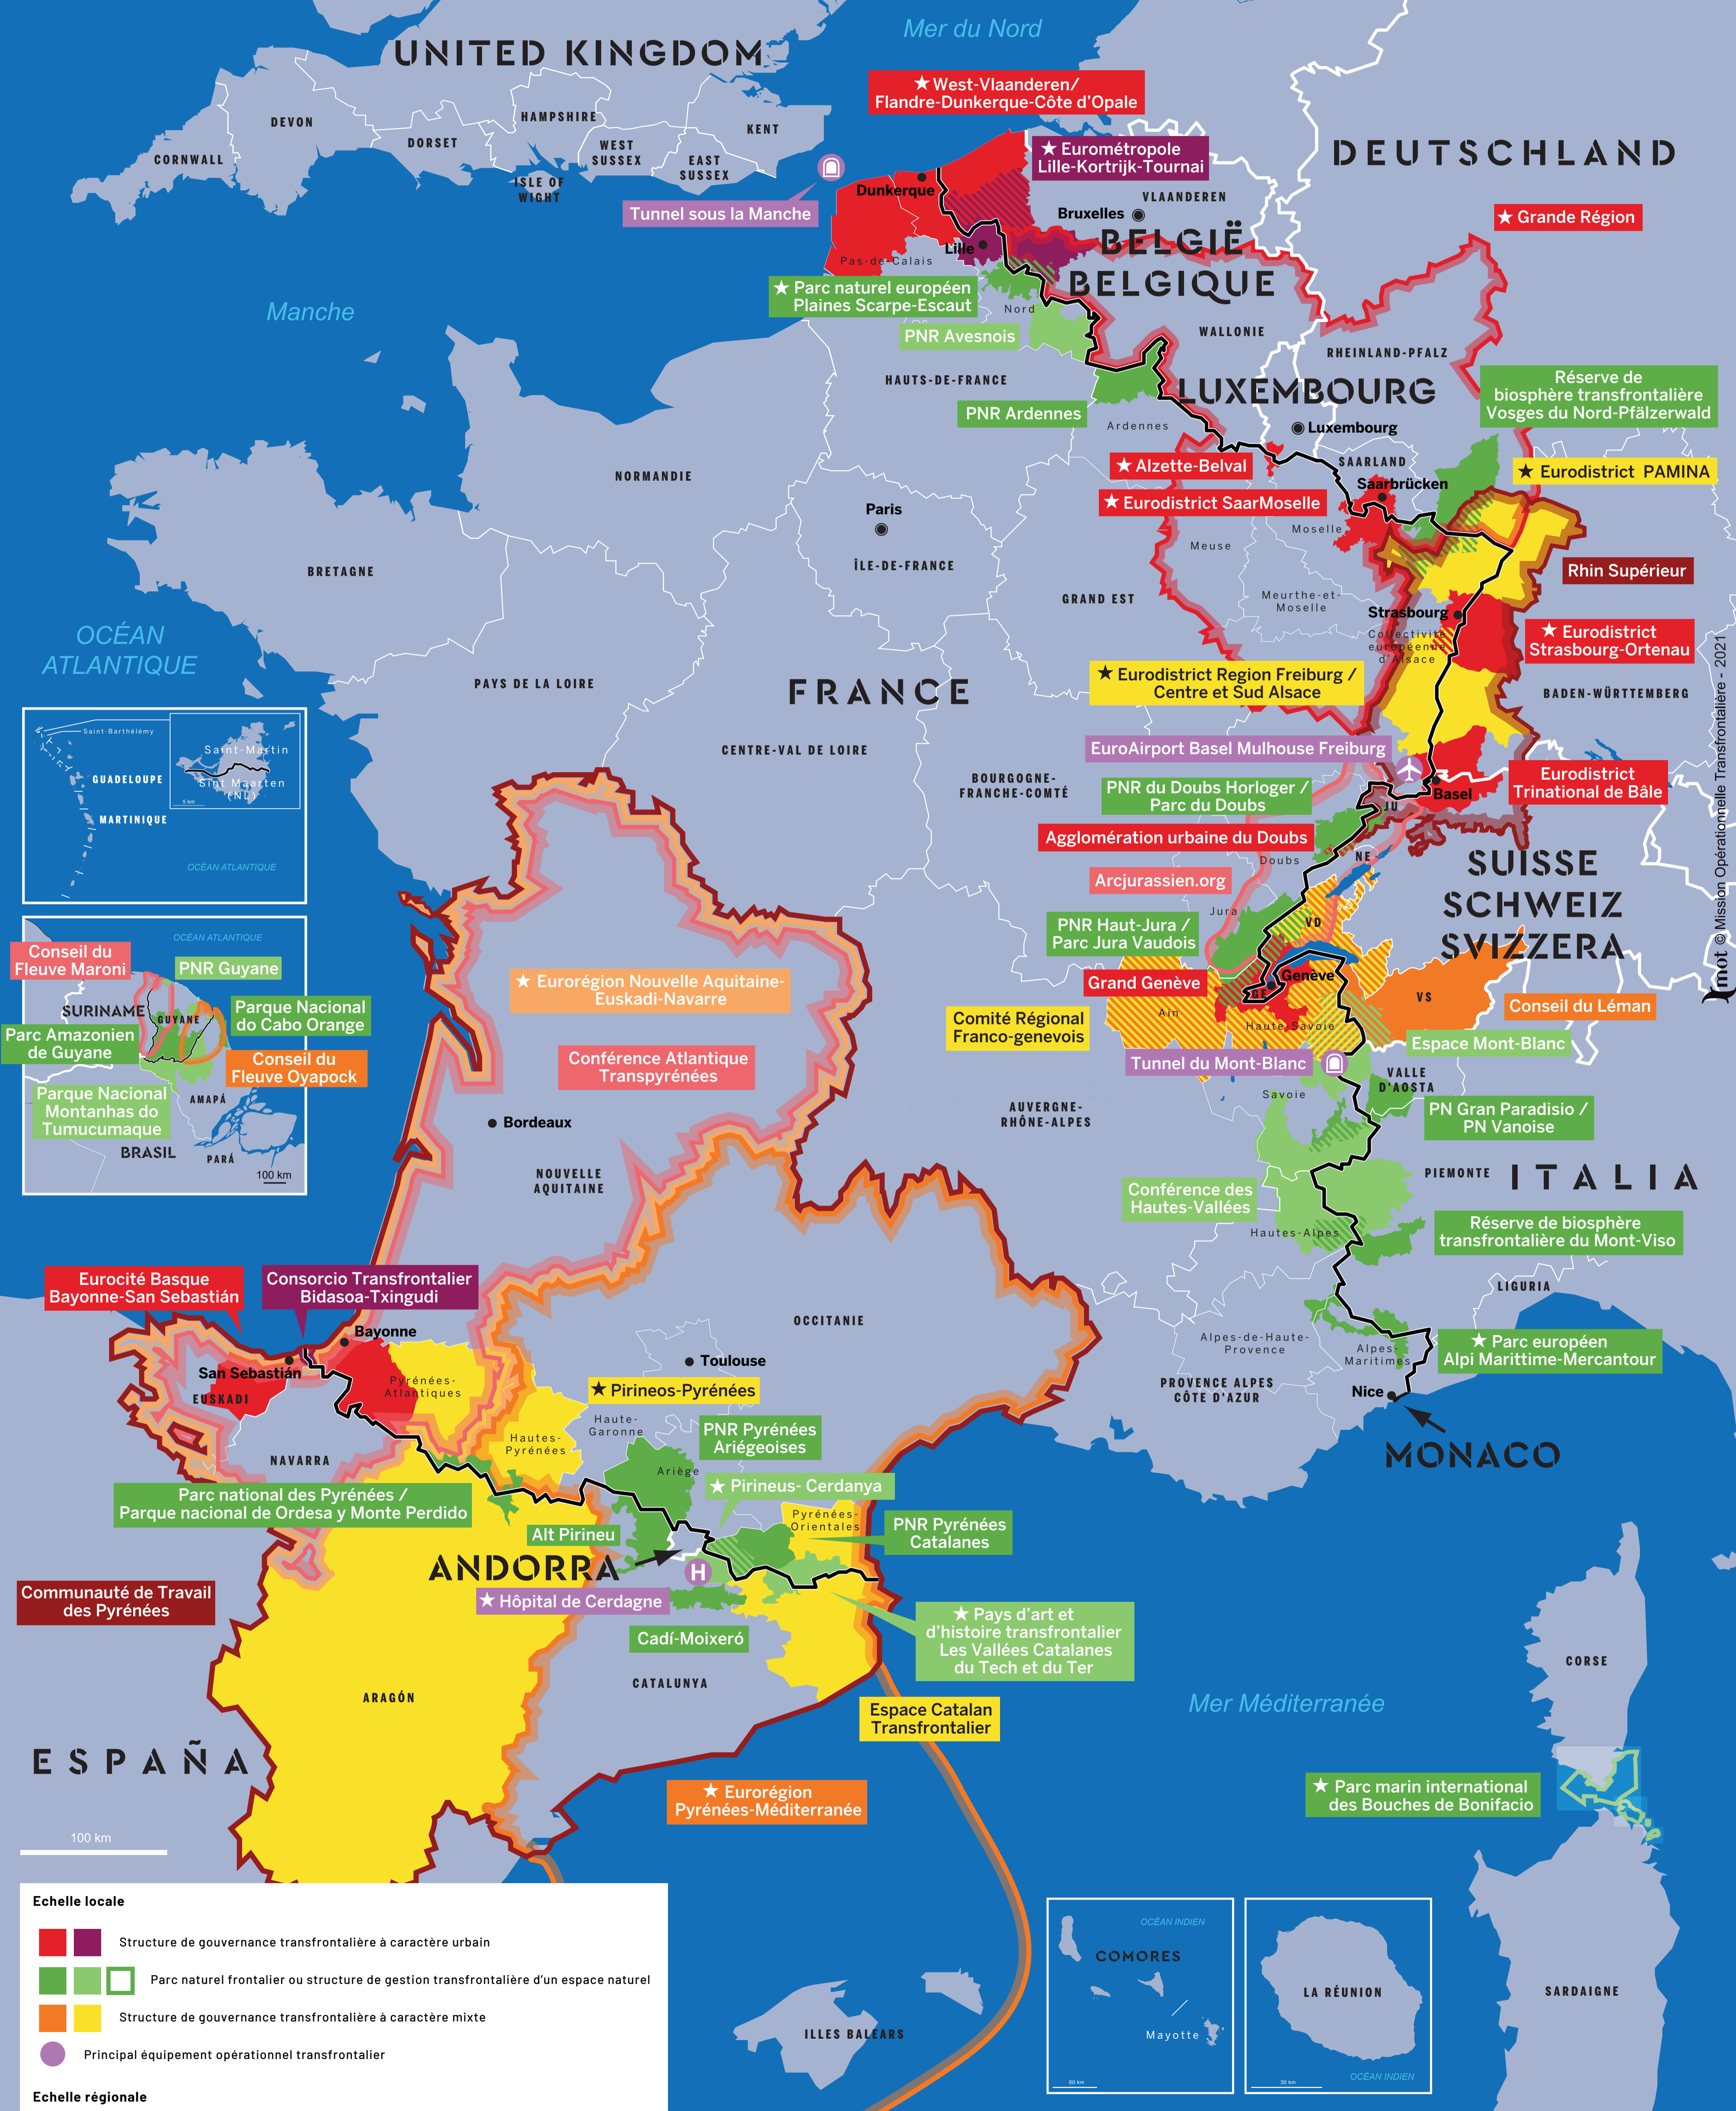 Mer du Nord
UNITED KINGDOM
★ West-Vlaanderen/
Flandre-Dunkerque-Côte d'Opale
DEVON
HAMPSHIRE
DORSET
KENT
CORNWALL
WEST
SUSSEX
EAST
SUSSEX
ISLE OF
WIGHT
★ Eurométropole
Lille-Kortrijk-Tournai
DEUTSCHLAND
Dunkerque
Tunnel sous la Manche
VLAANDEREN
Bruxelles
★ Grande Région
Lille
BELGIË
BELGIQUE
Pas-de-Calais
★ Parc naturel européen
Plaines Scarpe-Escaut
Nord
Manche
PNR Avesnois
WALLONIE
RHEINLAND-PFALZ
HAUTS-DE-FRANCE
LUXEMBOURG
Réserve de
biosphère transfrontalière
Vosges du Nord-Pfälzerwald
PNR Ardennes
Ardennes
Luxembourg
★ Alzette-Belval
SAARLAND
Saarbrücken
★ Eurodistrict PAMINA
NORMANDIE
★ Eurodistrict SaarMoselle
Paris
Moselle
Meuse
ÎLE-DE-FRANCE
BRETAGNE
Rhin Supérieur
GRAND EST
Meurthe-et-
Moselle
Strasbourg
Collectivité
européenne
d'Alsace
★ Eurodistrict
Strasbourg-Ortenau
OCÉAN
ATLANTIQUE
★ Eurodistrict Region Freiburg /
Centre et Sud Alsace
PAYS DE LA LOIRE
FRANCE
BADEN-WÜRTTEMBERG
mot © Mission Opérationnelle Transfrontalière - 2021
Saint-Barthélémy
Saint-Martin
Sint Maarten
(NL)
5 km
GUADELOUPE
MARTINIQUE
OCÉAN ATLANTIQUE
CENTRE-VAL DE LOIRE
EuroAirport Basel Mulhouse Freiburg
BOURGOGNE-
FRANCHE-COMTÉ
PNR du Doubs Horloger /
Parc du Doubs
Eurodistrict
Trinational de Bâle
JU
Basel
Agglomération urbaine du Doubs
Doubs
NE
SUISSE
SCHWEIZ
SVIZZERA
Arcjurassien.org
Jura
VD
PNR Haut-Jura /
Parc Jura Vaudois
OCÉAN ATLANTIQUE
Conseil du
Fleuve Maroni
PNR Guyane
SURINAME
GUYANE
Parque Nacional
do Cabo Orange
Parc Amazonien
de Guyane
Conseil du
Fleuve Oyapock
Parque Nacional
Montanhas do
Tumucumaque
AMAPÁ
BRASIL
PARÁ
100 km
★ Eurorégion Nouvelle Aquitaine-
Euskadi-Navarre
Grand Genève
Genève
GE
VS
Conseil du Léman
Comité Régional
Franco-genevois
Ain
Haute-Savoie
Espace Mont-Blanc
Conférence Atlantique
Transpyrénées
Tunnel du Mont-Blanc
VALLE
D'AOSTA
Savoie
Bordeaux
AUVERGNE-
RHÔNE-ALPES
PN Gran Paradisio /
PN Vanoise
NOUVELLE
AQUITAINE
PIEMONTE
ITALIA
Conférence des
Hautes-Vallées
Hautes-Alpes
Réserve de biosphère
transfrontalière du Mont-Viso
Eurocité Basque
Bayonne-San Sebastián
Consorcio Transfrontalier
Bidasoa-Txingudi
LIGURIA
OCCITANIE
Bayonne
Alpes-de-Haute-
Provence
Alpes-
Maritimes
★ Parc européen
Alpi Marittime-Mercantour
San Sebastián
Toulouse
EUSKADI
Pyrénées-
Atlantiques
★ Pirineos-Pyrénées
PROVENCE ALPES
CÔTE D'AZUR
Nice
Haute-
Garonne
Hautes-
Pyrénées
PNR Pyrénées
Ariégeoises
MONACO
NAVARRA
Ariège
★ Pirineus- Cerdanya
Parc national des Pyrénées /
Parque nacional de Ordesa y Monte Perdido
Pyrénées-
Orientales
Alt Pirineu
PNR Pyrénées
Catalanes
ANDORRA
H
★ Hôpital de Cerdagne
Communauté de Travail
des Pyrénées
★ Pays d'art et
d'histoire transfrontalier
Les Vallées Catalanes
du Tech et du Ter
Cadí-Moixeró
CATALUNYA
CORSE
ARAGÓN
Mer Méditerranée
Espace Catalan
Transfrontalier
ESPAÑA
★ Eurorégion
Pyrénées-Méditerranée
★ Parc marin international
des Bouches de Bonifacio
100 km
Echelle locale
Structure de gouvernance transfrontalière à caractère urbain
Parc naturel frontalier ou structure de gestion transfrontalière d'un espace naturel
Structure de gouvernance transfrontalière à caractère mixte
Principal équipement opérationnel transfrontalier
Echelle régionale
ILLES BALEARS
OCÉAN INDIEN
COMORES
Mayotte
60 km
LA RÉUNION
30 km
OCÉAN INDIEN
SARDAIGNE